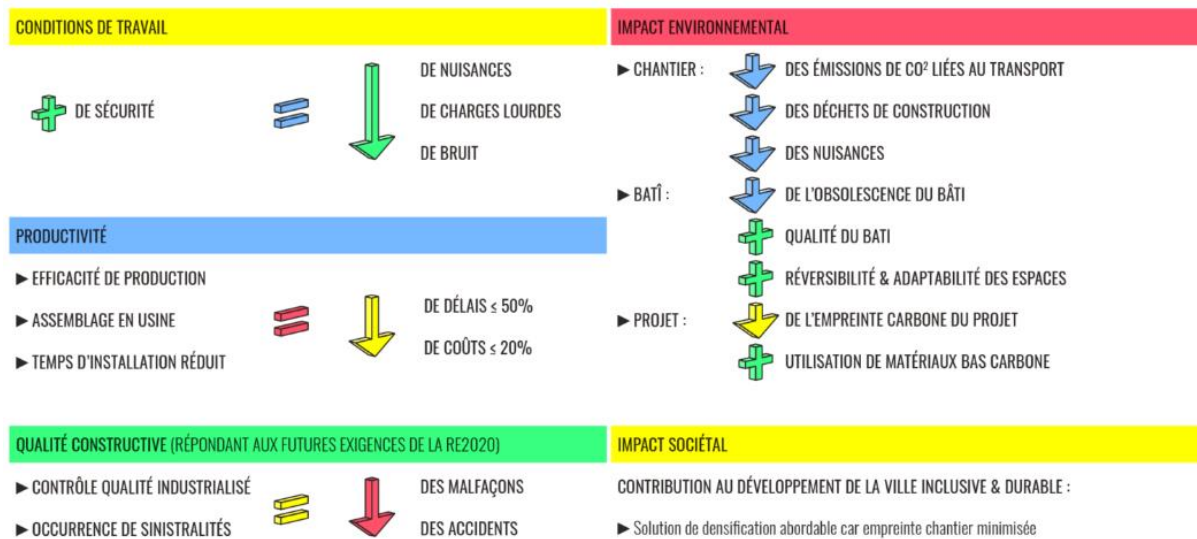 CONDITIONS DE TRAVAIL
DE SÉCURITÉ
DE NUISANCES
DE CHARGES LOURDES
DE BRUIT
PRODUCTIVITÉ
► EFFICACITÉ DE PRODUCTION
► ASSEMBLAGE EN USINE
► TEMPS D'INSTALLATION RÉDUIT
DE DÉLAIS ≤ 50%
DE COÛTS ≤ 20%
QUALITÉ CONSTRUCTIVE (RÉPONDANT AUX FUTURES EXIGENCES DE LA RE2020)
► CONTRÔLE QUALITÉ INDUSTRIALISÉ
► OCCURRENCE DE SINISTRALITÉS
DES MALFAÇONS
DES ACCIDENTS
IMPACT ENVIRONNEMENTAL
► CHANTIER : DES ÉMISSIONS DE CO² LIÉES AU TRANSPORT
DES DÉCHETS DE CONSTRUCTION
DES NUISANCES
► BATÎ : DE L'OBSOLESCENCE DU BÂTI
QUALITÉ DU BATI
RÉVERSIBILITÉ & ADAPTABILITÉ DES ESPACES
► PROJET : DE L'EMPREINTE CARBONE DU PROJET
UTILISATION DE MATÉRIAUX BAS CARBONE
IMPACT SOCIÉTAL
CONTRIBUTION AU DÉVELOPPEMENT DE LA VILLE INCLUSIVE & DURABLE :
► Solution de densification abordable car empreinte chantier minimisée